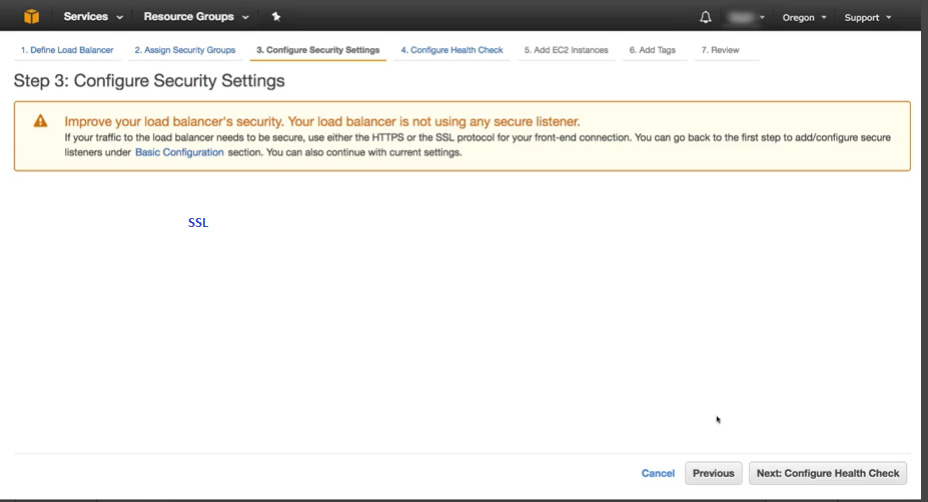 Services Resource Groups Oregon Support
1. Define Load Balancer 2. Assign Security Groups 3. Configure Security Settings 4. Configure Health Check 5. Add EC2 Instances 6. Add Tags 7. Review
Step 3: Configure Security Settings
Improve your load balancer's security. Your load balancer is not using any secure listener.
If your traffic to the load balancer needs to be secure, use either the HTTPS or the SSL protocol for your front-end connection. You can go back to the first step to add/configure secure
listeners under Basic Configuration section. You can also continue with current settings.
SSL
Cancel Previous Next: Configure Health Check